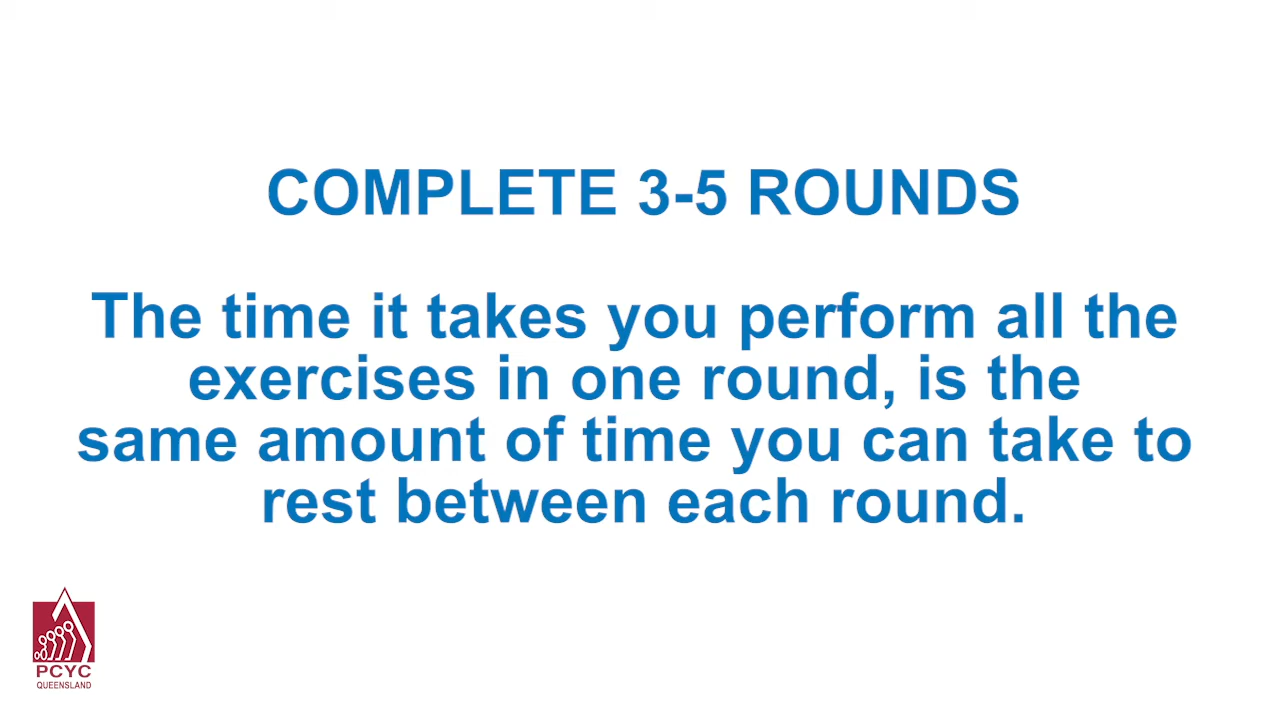 COMPLETE 3-5 ROUNDS
The time it takes you perform all the
exercises in one round, is the
same amount of time you can take to
rest between each round.
PCYC
QUEENSLAND